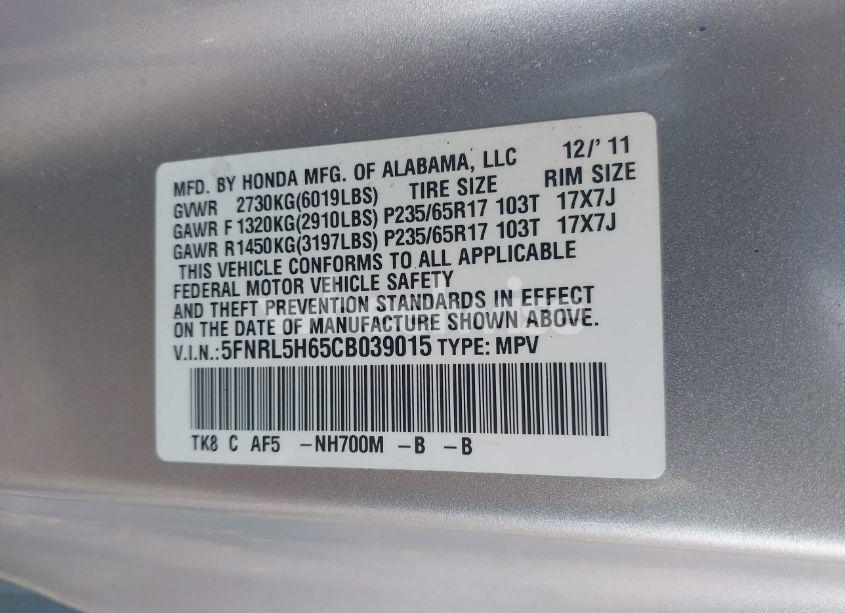 MFD. BY HONDA MFG. OF ALABAMA, LLC 12/'11
GVWR 2730KG(6019LBS) TIRE SIZE RIM SIZE
GAWR F 1320KG(2910LBS) P235/65R17 103T 17X7J
GAWR R1450KG(3197LBS) P235/65R17 103T 17X7J
THIS VEHICLE CONFORMS TO ALL APPLICABLE
FEDERAL MOTOR VEHICLE SAFETY
AND THEFT PREVENTION STANDARDS IN EFFECT
ON THE DATE OF MANUFACTURE SHOWN ABOVE.
V.I.N.:5FNRL5H65CB039015 TYPE: MPV
TK8 C AF5 -NH700M -B -B